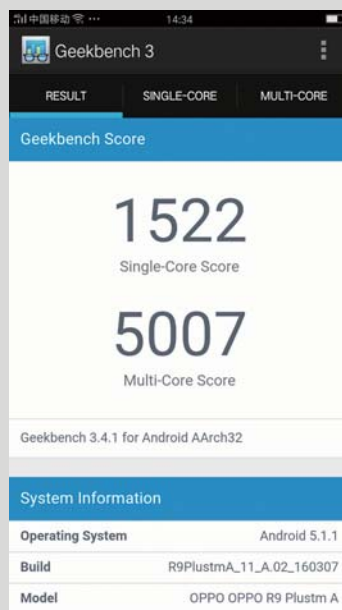 中国移动 ... 14:34
Geekbench 3
RESULT SINGLE-CORE MULTI-CORE
Geekbench Score
1522
Single-Core Score
5007
Multi-Core Score
Geekbench 3.4.1 for Android AArch32
System Information
Operating System Android 5.1.1
Build R9PlustmA_11_A.02_160307
Model OPPO OPPO R9 Plustm A